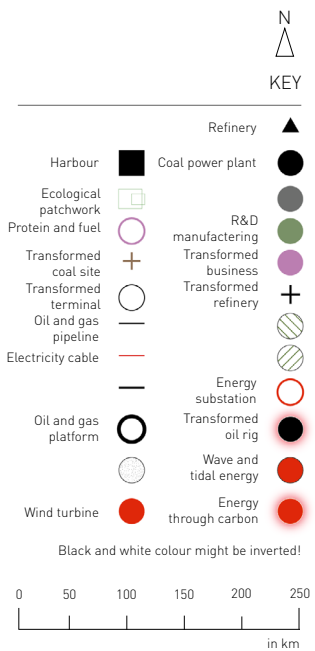 N
KEY
Refinery
Harbour
Coal power plant
Ecological
patchwork
Protein and fuel
R&D
manufactering
Transformed
coal site
Transformed
business
Transformed
terminal
Transformed
refinery
Oil and gas
pipeline
Electricity cable
Energy
substation
Oil and gas
platform
Transformed
oil rig
Wave and
tidal energy
Wind turbine
Energy
through carbon
Black and white colour might be inverted!
0 50 100 150 200 250
in km